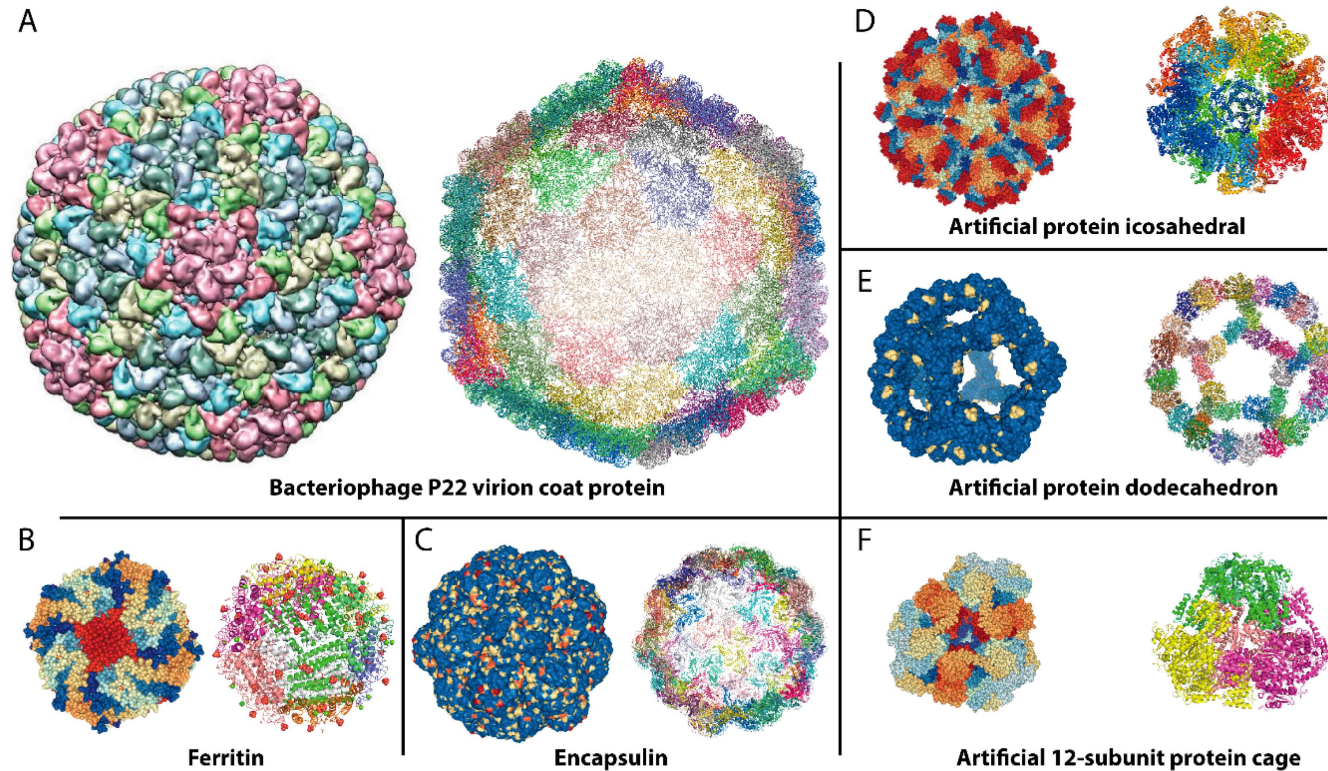 A
Bacteriophage P22 virion coat protein
B
Ferritin
C
Encapsulin
D
Artificial protein icosahedral
E
Artificial protein dodecahedron
F
Artificial 12-subunit protein cage